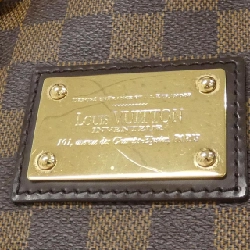 LOUIS VUITTON
INVENTEUR
101, avenue des Champs-Elysées, PARIS